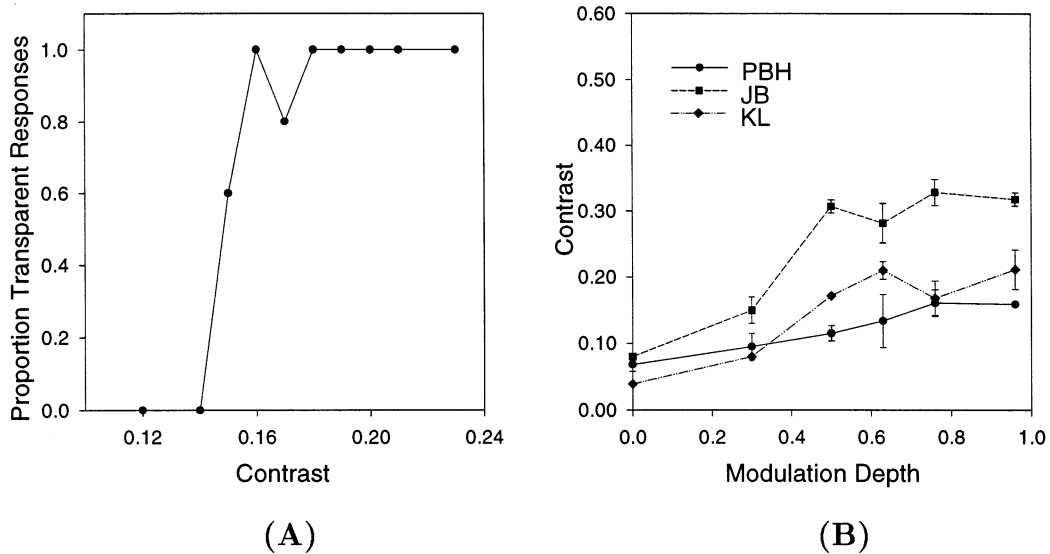 Proportion Transparent Responses
1.0
0.8
0.6
0.4
0.2
0.0
0.12 0.16 0.20 0.24
Contrast
(A)
Contrast
0.60
0.50
0.40
0.30
0.20
0.10
0.00
PBH
JB
KL
0.0 0.2 0.4 0.6 0.8 1.0
Modulation Depth
(B)